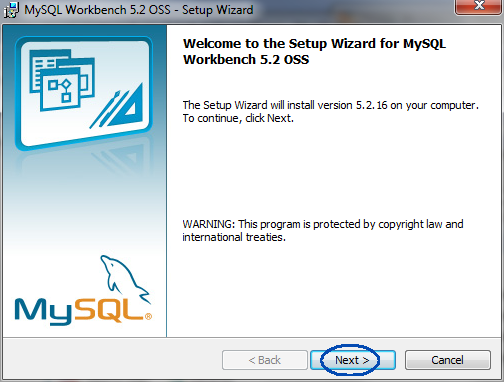 MySQL Workbench 5.2 OSS - Setup Wizard
Welcome to the Setup Wizard for MySQL
Workbench 5.2 OSS
The Setup Wizard will install version 5.2.16 on your computer.
To continue, click Next.
WARNING: This program is protected by copyright law and
international treaties.
MySQL®
< Back
Next >
Cancel